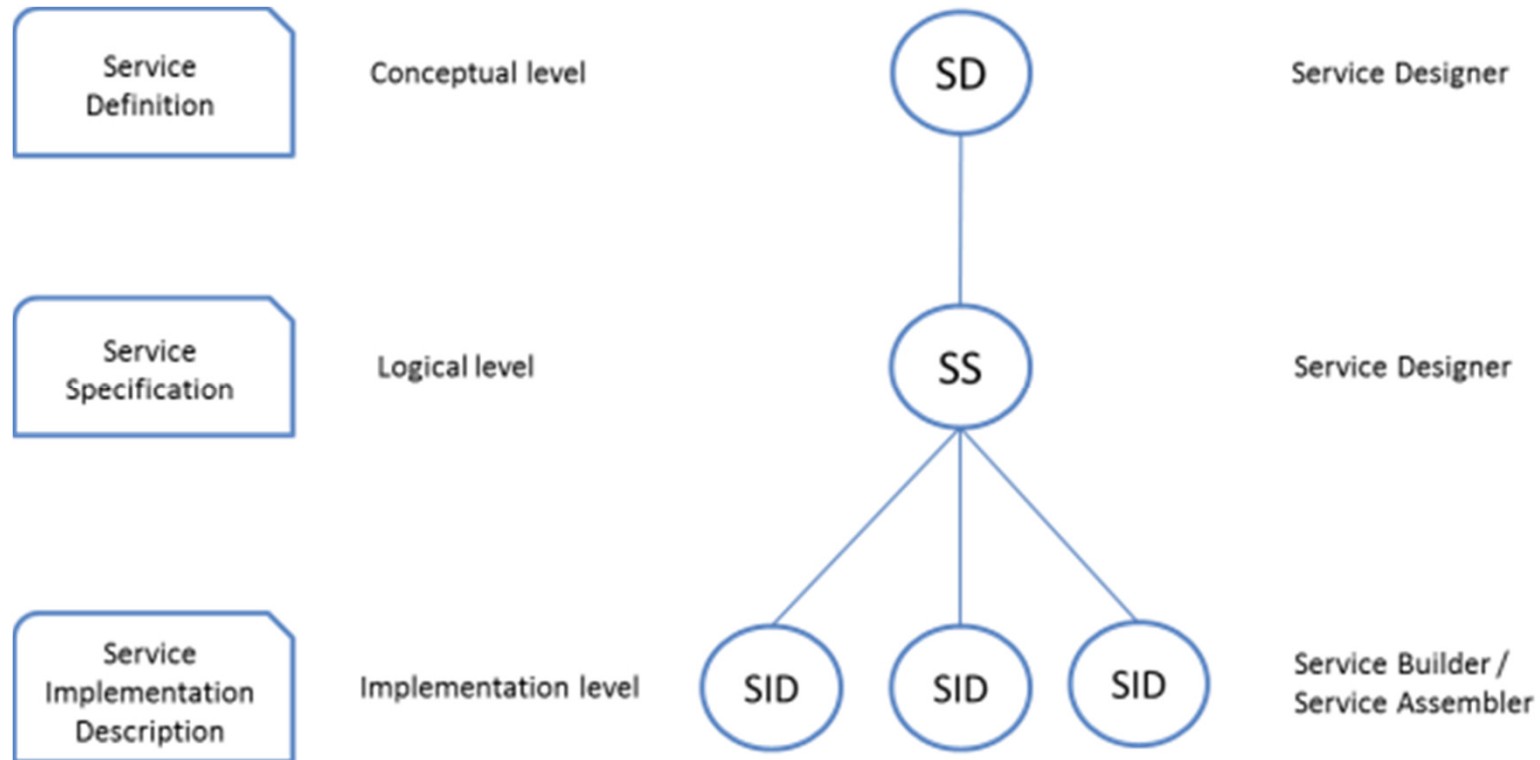 Service
Definition
Conceptual level
SD
Service Designer
Service
Specification
Logical level
SS
Service Designer
Service
Implementation
Description
Implementation level
SID
SID
SID
Service Builder /
Service Assembler